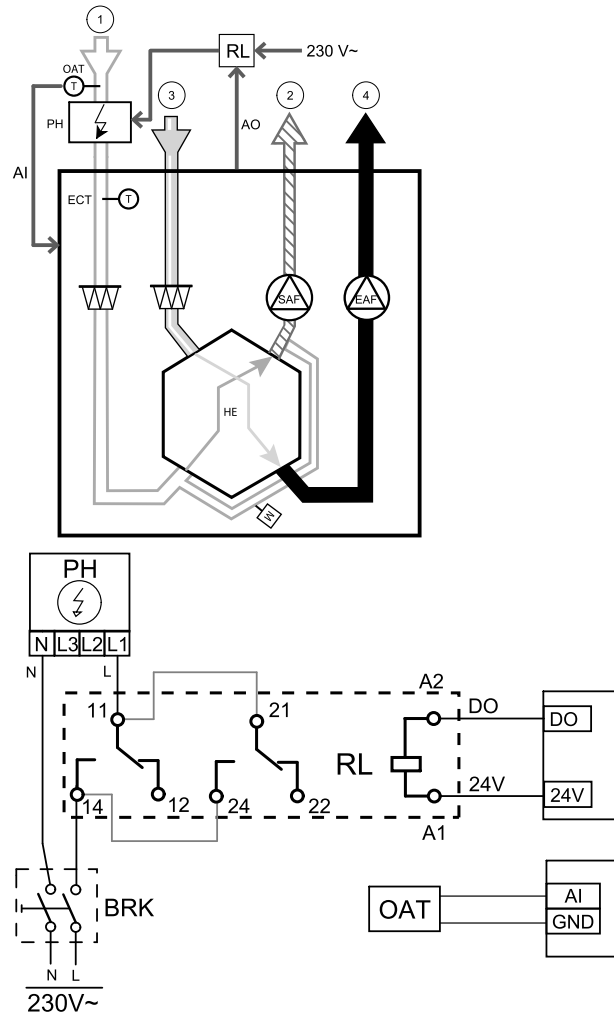 1
OAT
T
RL
230 V~
PH
3
2
4
AO
AI
ECT
T
SAF
EAF
HE
M
PH
N L3 L2 L1
N
L
A2
11
21
DO
DO
RL
24V
24V
14
12
24
22
A1
BRK
OAT
AI
GND
N L
230V~